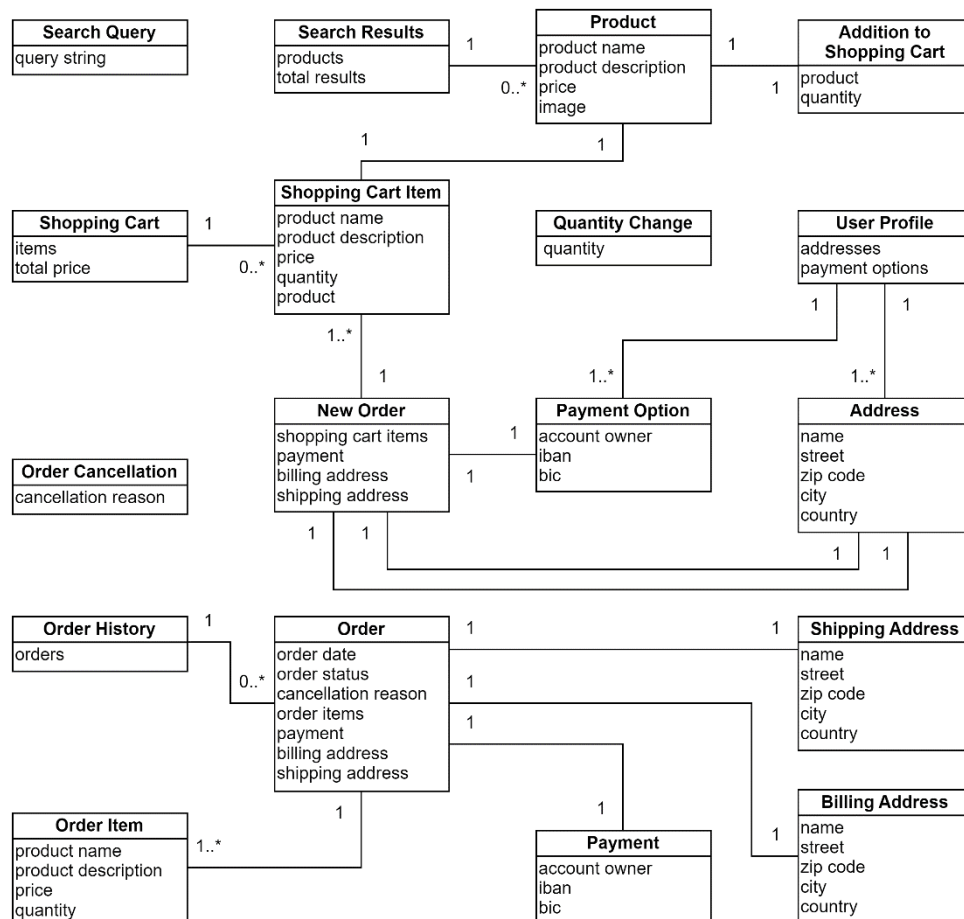 Search Query
query string
Search Results
products
total results
1
0..*
Product
product name
product description
price
image
1
1
Addition to
Shopping Cart
product
quantity
1
1
Shopping Cart
items
total price
1
0..*
Shopping Cart Item
product name
product description
price
quantity
product
1..*
1
Quantity Change
quantity
User Profile
addresses
payment options
1
1
1..*
1..*
New Order
shopping cart items
payment
billing address
shipping address
1
1
Payment Option
account owner
iban
bic
Address
name
street
zip code
city
country
Order Cancellation
cancellation reason
1
1
1
1
Order History
orders
1
0..*
Order
order date
order status
cancellation reason
order items
payment
billing address
shipping address
1
1
1
1
Shipping Address
name
street
zip code
city
country
1
1..*
Order Item
product name
product description
price
quantity
1
Payment
account owner
iban
bic
1
Billing Address
name
street
zip code
city
country